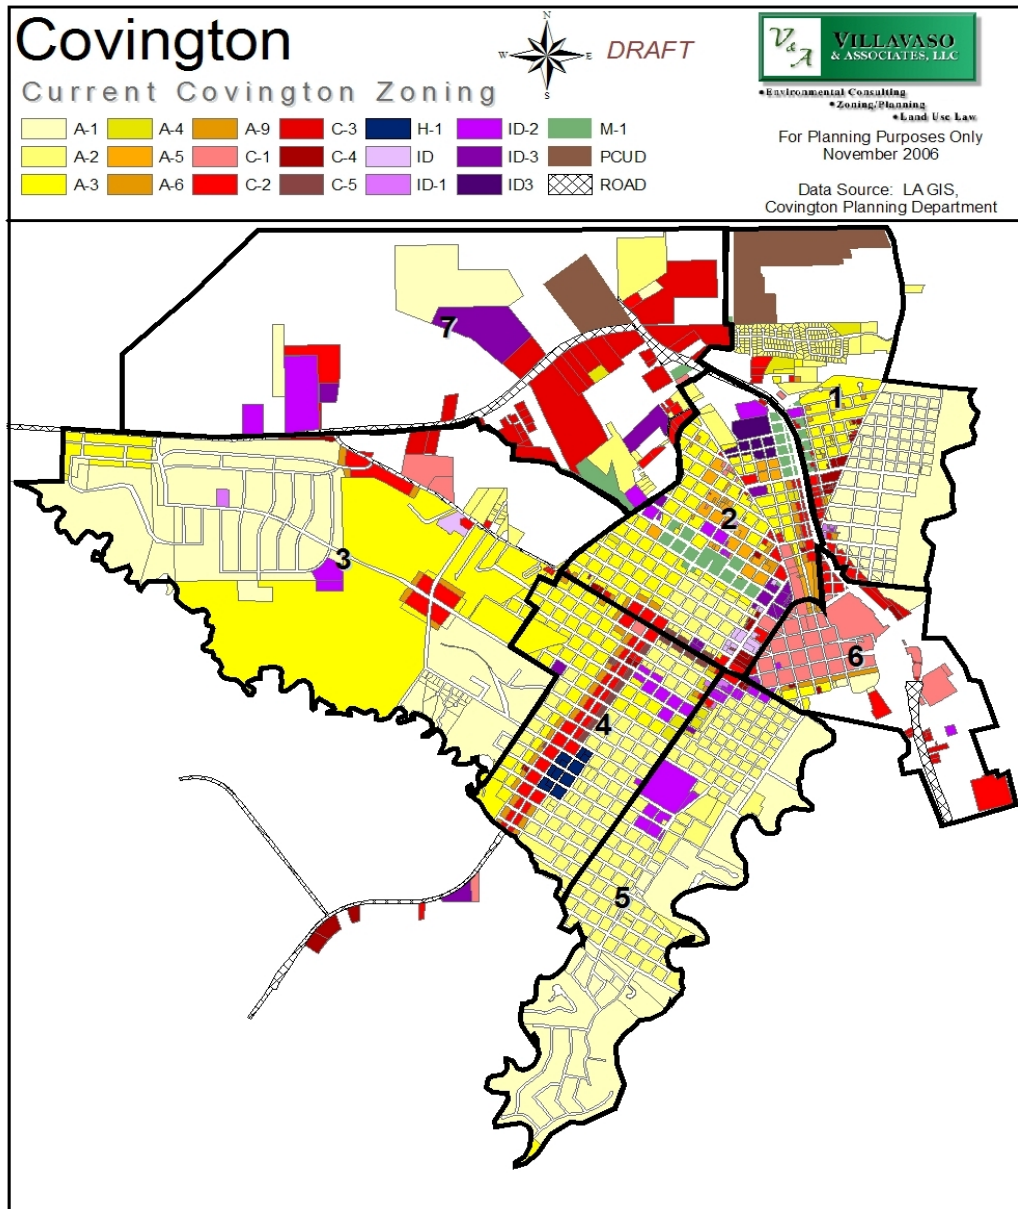 Covington
N
W
E
S
DRAFT
V
&
A
VILLAVASO
& ASSOCIATES, LLC
•Environmental Consulting
•Zoning/Planning
•Land Use Law
Current Covington Zoning
A-1 A-4 A-9 C-3 H-1 ID-2 M-1
A-2 A-5 C-1 C-4 ID ID-3 PCUD
A-3 A-6 C-2 C-5 ID-1 ID3 ROAD
For Planning Purposes Only
November 2006
Data Source: LA GIS,
Covington Planning Department
7
1
2
3
6
4
5